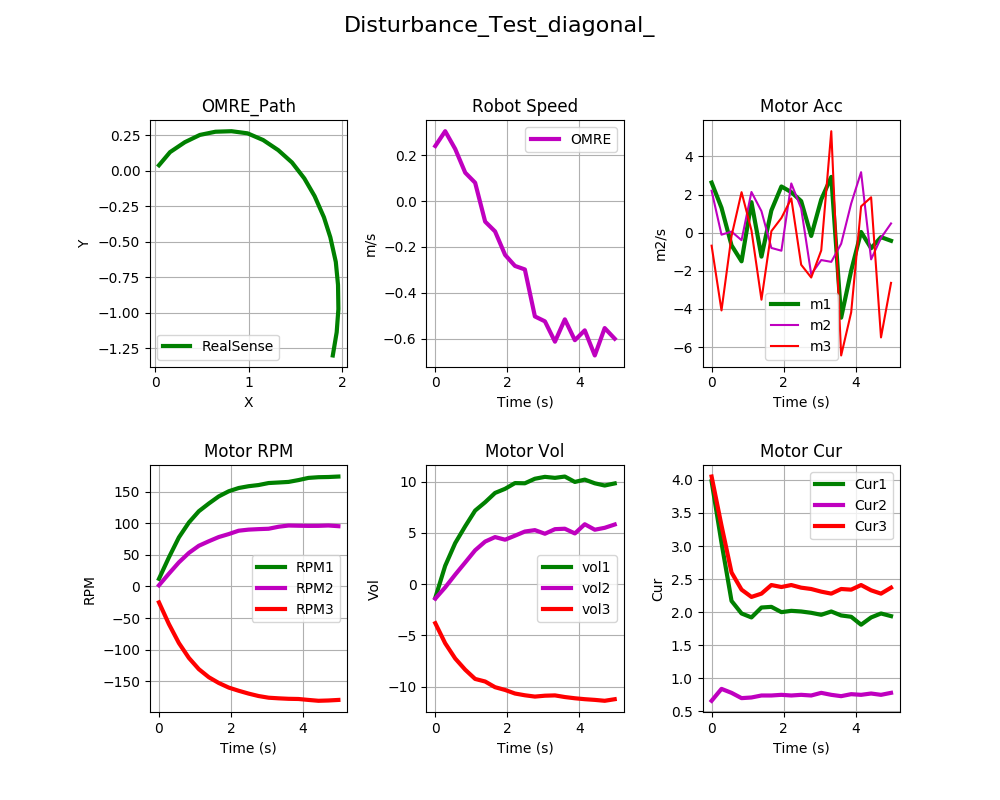 Disturbance_Test_diagonal_
OMRE_Path
Robot Speed
Motor Acc
0.25
0.00
−0.25
−0.50
−0.75
−1.00
−1.25
Y
RealSense
0 1 2
X
0.2
0.0
−0.2
−0.4
−0.6
m/s
OMRE
0 2 4
Time (s)
4
2
0
−2
−4
−6
m2/s
m1
m2
m3
0 2 4
Time (s)
Motor RPM
Motor Vol
Motor Cur
150
100
50
0
−50
−100
−150
RPM
RPM1
RPM2
RPM3
0 2 4
Time (s)
10
5
0
−5
−10
Vol
vol1
vol2
vol3
0 2 4
Time (s)
4.0
3.5
3.0
2.5
2.0
1.5
1.0
0.5
Cur
Cur1
Cur2
Cur3
0 2 4
Time (s)